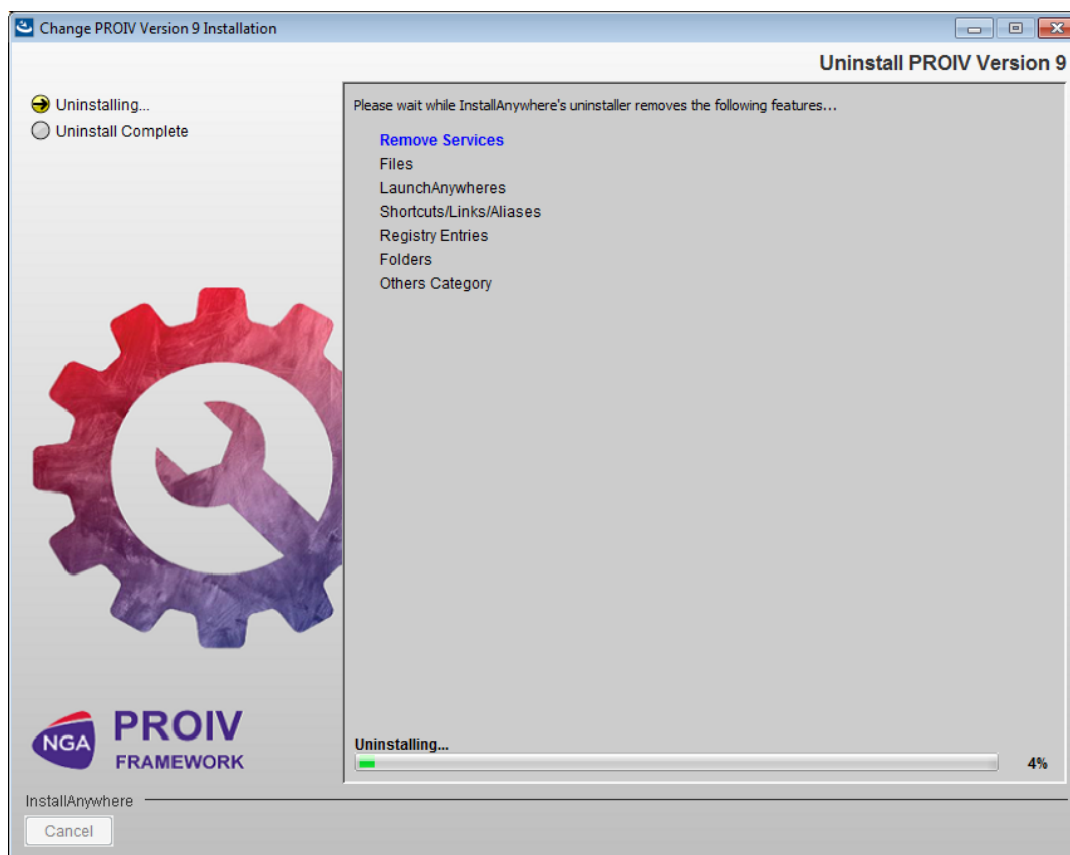 Change PROIV Version 9 Installation
Uninstall PROIV Version 9
Uninstalling...
Uninstall Complete
Please wait while InstallAnywhere's uninstaller removes the following features...
Remove Services
Files
LaunchAnywheres
Shortcuts/Links/Aliases
Registry Entries
Folders
Others Category
NGA
PROIV
FRAMEWORK
Uninstalling...
4%
InstallAnywhere
Cancel